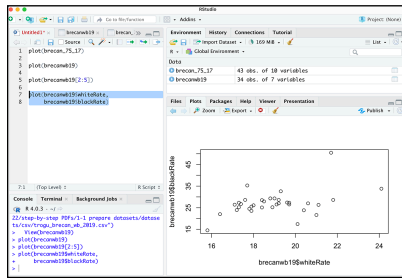 RStudio
Go to file/function
Addins
Project: (None)
Untitled1*
brecanwb19
brecan_
Source
1 plot(brecan_75_17)
2
3 plot(brecanwb19)
4
5 plot(brecanwb19[2:5])
6
7 plot(brecanwb19$whiteRate,
8 brecanwb19$blackRate)
7:1 (Top Level) R Script
Console Terminal Background Jobs
R 4.0.3 · ~/
22/step-by-step PDFs/1-1 prepare datasets/datase
ts/csv/trogu_brecan_wb_2019.csv")
> View(brecanwb19)
> plot(brecanwb19)
> plot(brecanwb19[2:5])
> plot(brecanwb19$whiteRate,
+ brecanwb19$blackRate)
>
Environment History Connections Tutorial
Import Dataset 169 MiB List
R Global Environment
Data
brecan_75_17 43 obs. of 10 variables
brecanwb19 34 obs. of 7 variables
Files Plots Packages Help Viewer Presentation
Zoom Export Publish
brecanwb19$blackRate
15 25 35 45
16 18 20 22 24
brecanwb19$whiteRate